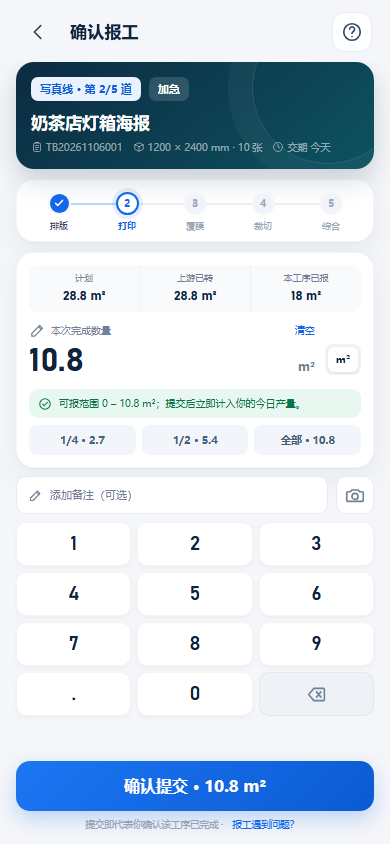 确认报工
写真线 • 第 2/5 道 加急
奶茶店灯箱海报
TB20261106001 1200 × 2400 mm · 10 张 交期 今天
2 3 4 5
排版 打印 覆膜 裁切 综合
计划 上游已转 本工序已报
28.8 m² 28.8 m² 18 m²
本次完成数量 清空
10.8 m² m²
可报范围 0 – 10.8 m²；提交后立即计入你的今日产量。
1/4 • 2.7 1/2 • 5.4 全部 • 10.8
添加备注（可选）
1 2 3
4 5 6
7 8 9
. 0
确认提交 • 10.8 m²
提交即代表你确认该工序已完成 · 报工遇到问题？